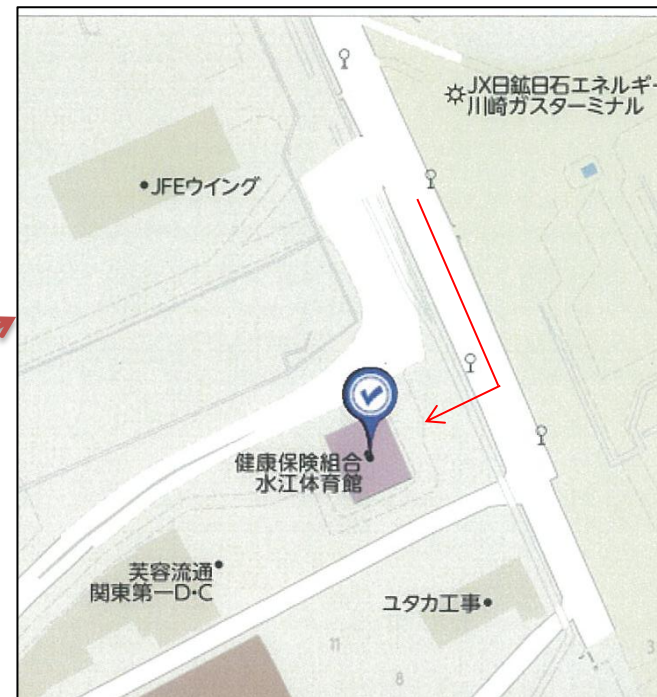 JX日鉱日石エネルギー
川崎ガスターミナル
•JFEウイング
健康保険組合
水江体育館
芙容流通•
関東第一D・C
ユタカ工事•
11
8
3